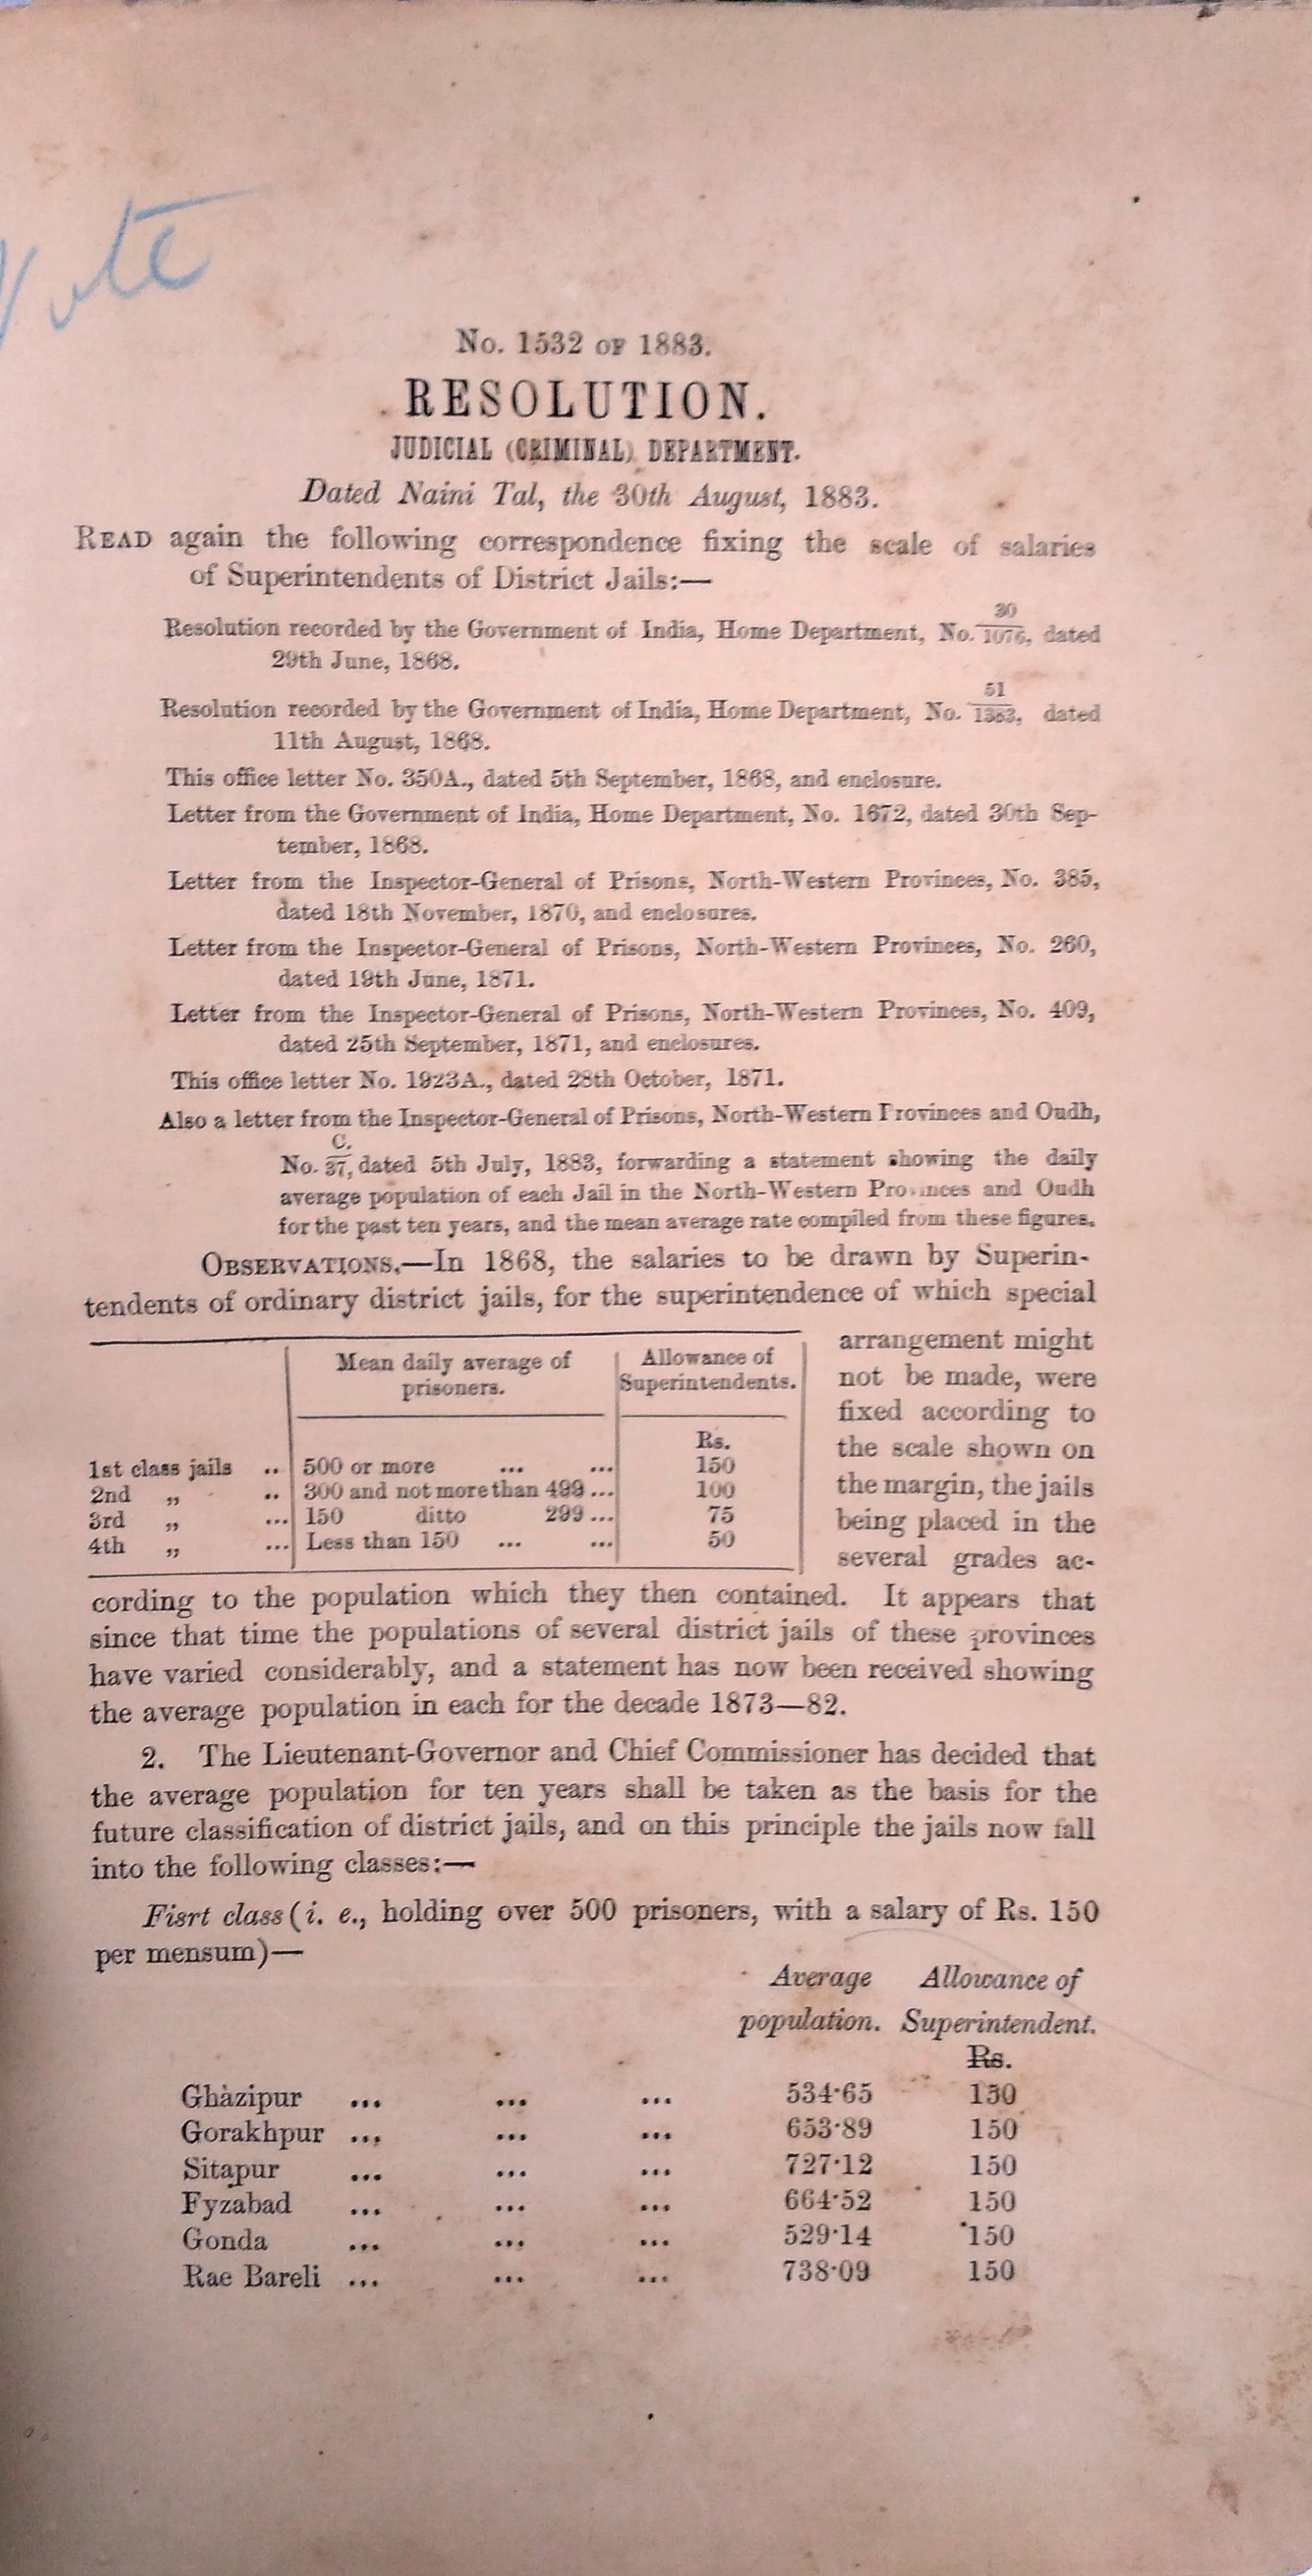 Note
No. 1532 OF 1883.
RESOLUTION.
JUDICIAL (CRIMINAL) DEPARTMENT.
Dated Naini Tal, the 30th August, 1883.
READ again the following correspondence fixing the scale of salaries
of Superintendents of District Jails:—
Resolution recorded by the Government of India, Home Department, No. 30/1076, dated
29th June, 1868.
Resolution recorded by the Government of India, Home Department, No. 51/1383, dated
11th August, 1868.
This office letter No. 350A., dated 5th September, 1868, and enclosure.
Letter from the Government of India, Home Department, No. 1672, dated 30th Sep-
tember, 1868.
Letter from the Inspector-General of Prisons, North-Western Provinces, No. 385,
dated 18th November, 1870, and enclosures.
Letter from the Inspector-General of Prisons, North-Western Provinces, No. 260,
dated 19th June, 1871.
Letter from the Inspector-General of Prisons, North-Western Provinces, No. 409,
dated 25th September, 1871, and enclosures.
This office letter No. 1923A., dated 28th October, 1871.
Also a letter from the Inspector-General of Prisons, North-Western Provinces and Oudh,
No. C./37, dated 5th July, 1883, forwarding a statement showing the daily
average population of each Jail in the North-Western Provinces and Oudh
for the past ten years, and the mean average rate compiled from these figures.
OBSERVATIONS.—In 1868, the salaries to be drawn by Superin-
tendents of ordinary district jails, for the superintendence of which special
Mean daily average of prisoners. Allowance of Superintendents.
Rs.
1st class jails .. 500 or more ... ... 150
2nd „ .. 300 and not more than 499 ... 100
3rd „ ... 150 ditto 299 ... 75
4th „ ... Less than 150 ... ... 50
arrangement might
not be made, were
fixed according to
the scale shown on
the margin, the jails
being placed in the
several grades ac-
cording to the population which they then contained. It appears that
since that time the populations of several district jails of these provinces
have varied considerably, and a statement has now been received showing
the average population in each for the decade 1873—82.
2. The Lieutenant-Governor and Chief Commissioner has decided that
the average population for ten years shall be taken as the basis for the
future classification of district jails, and on this principle the jails now fall
into the following classes:—
Fisrt class (i. e., holding over 500 prisoners, with a salary of Rs. 150
per mensum)—
Average Allowance of
population. Superintendent.
Rs.
Ghàzipur ... ... ... 534·65 150
Gorakhpur ... ... ... 653·89 150
Sitapur ... ... ... 727·12 150
Fyzabad ... ... ... 664·52 150
Gonda ... ... ... 529·14 150
Rae Bareli ... ... ... 738·09 150